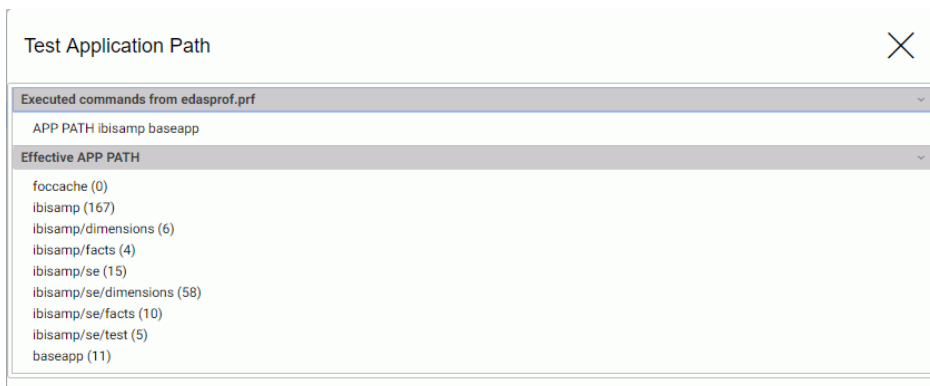 Test Application Path
Executed commands from edasprof.prf
APP PATH ibisamp baseapp
Effective APP PATH
foccache (0)
ibisamp (167)
ibisamp/dimensions (6)
ibisamp/facts (4)
ibisamp/se (15)
ibisamp/se/dimensions (58)
ibisamp/se/facts (10)
ibisamp/se/test (5)
baseapp (11)